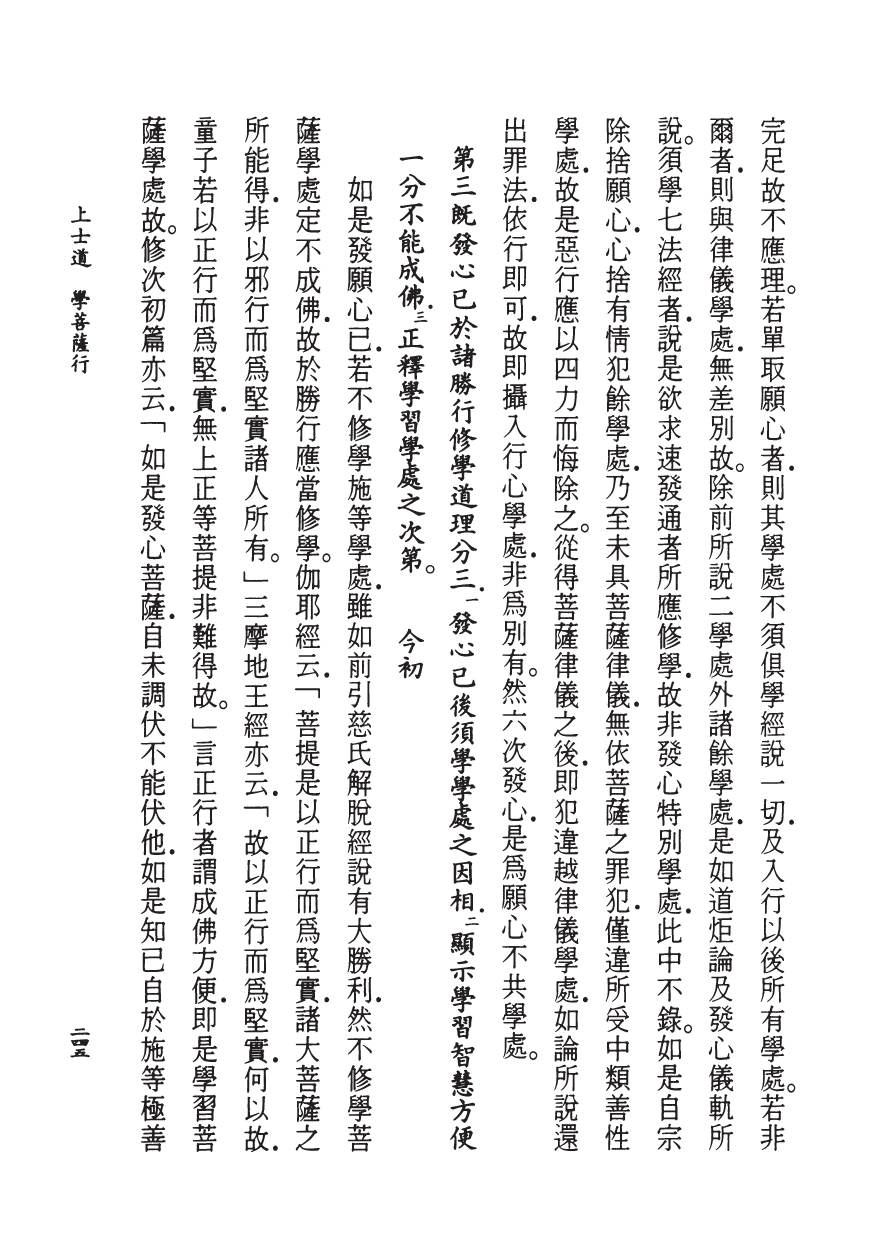 完足故不應理。若單取願心者．則其學處不須俱學經說一切．及入行以後所有學處。若非
爾者．則與律儀學處．無差別故。除前所說二學處外諸餘學處．是如道炬論及發心儀軌所
說。須學七法經者．說是欲求速發通者所應修學．故非發心特別學處．此中不錄。如是自宗
除捨願心．心捨有情犯餘學處．乃至未具菩薩律儀．無依菩薩之罪犯．僅違所受中類善性
學處．故是惡行應以四力而悔除之。從得菩薩律儀之後．即犯違越律儀學處．如論所說還
出罪法．依行即可．故即攝入行心學處．非為別有。然六次發心．是為願心不共學處。
第三既發心已於諸勝行修學道理分三．一發心已後須學學處之因相．二顯示學習智慧方便
一分不能成佛．三正釋學習學處之次第。　今初
如是發願心已．若不修學施等學處．雖如前引慈氏解脫經說有大勝利．然不修學菩
薩學處定不成佛．故於勝行應當修學。伽耶經云．「菩提是以正行而為堅實．諸大菩薩之
所能得．非以邪行而為堅實諸人所有。」三摩地王經亦云．「故以正行而為堅實．何以故．
童子若以正行而為堅實．無上正等菩提非難得故。」言正行者謂成佛方便．即是學習菩
薩學處故。修次初篇亦云．「如是發心菩薩．自未調伏不能伏他．如是知已自於施等極善
上士道　學菩薩行
二四五